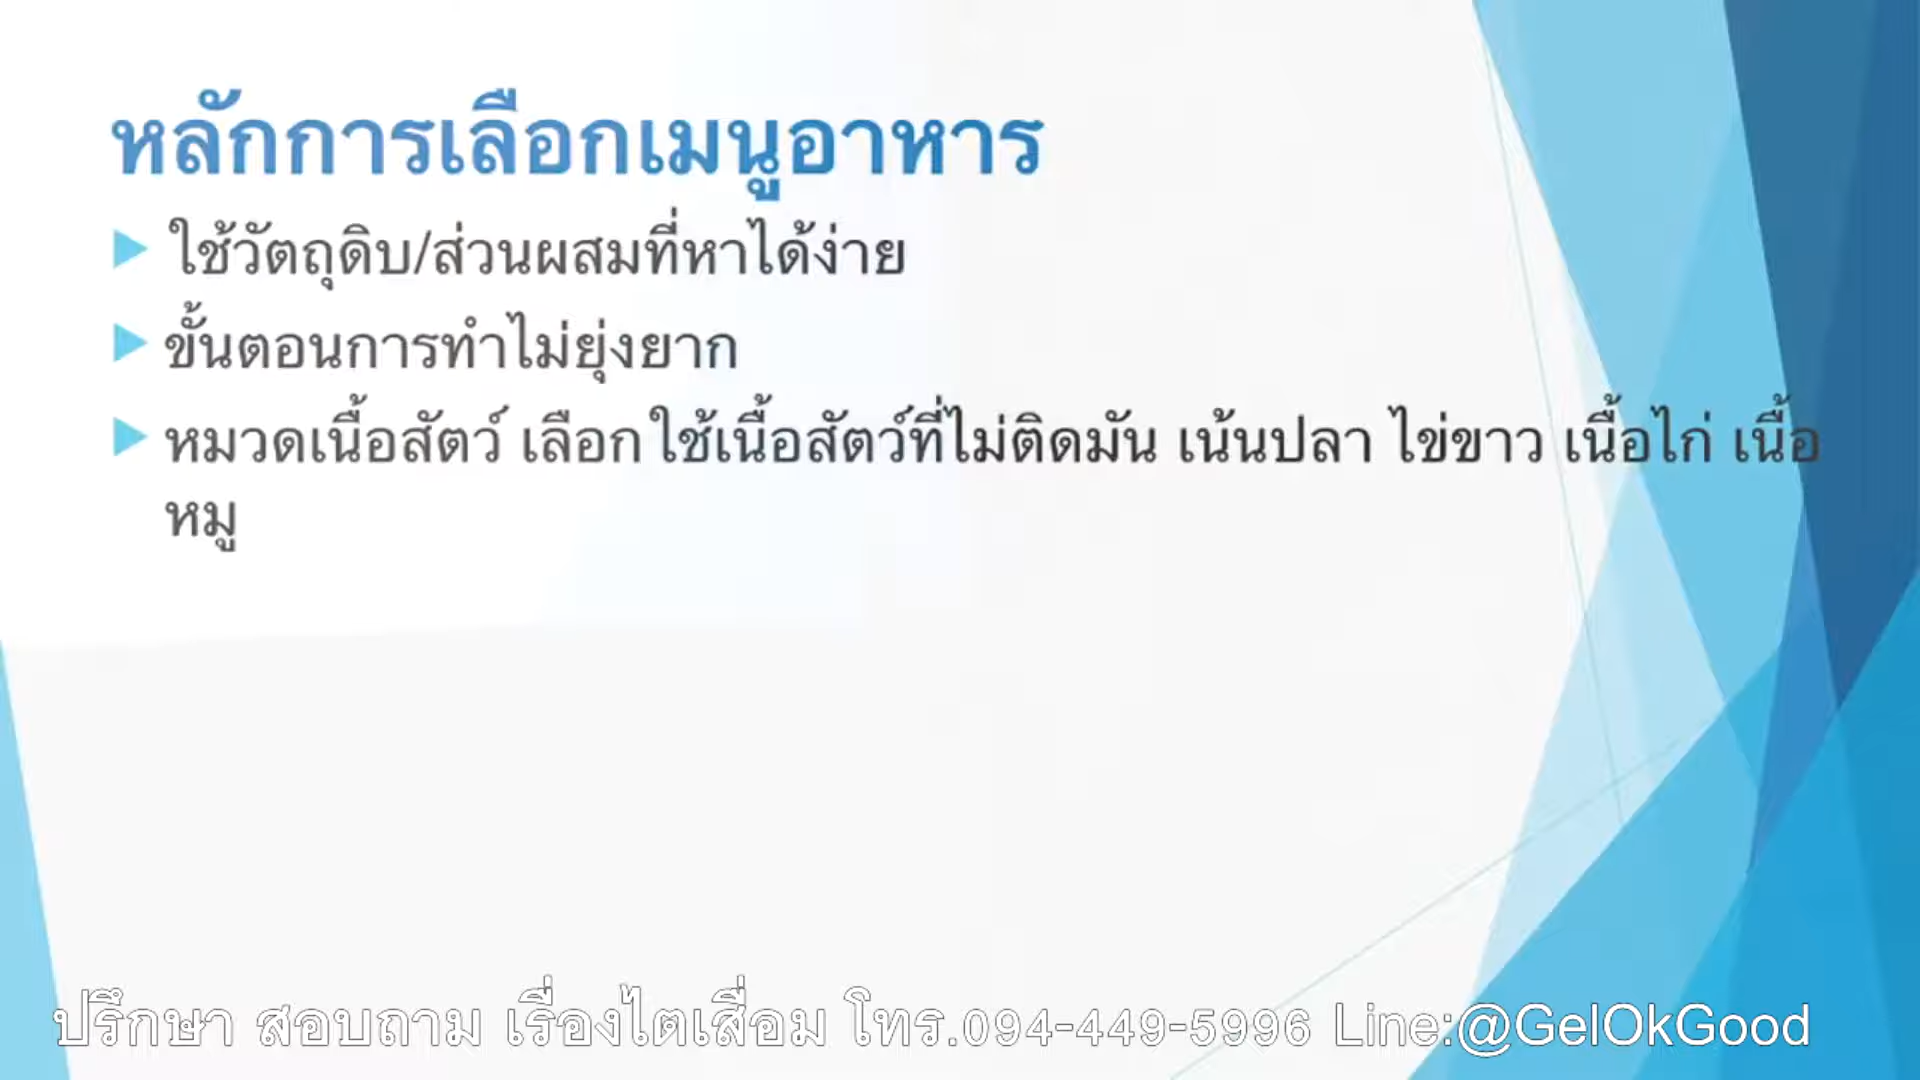 หลักการเลือกเมนูอาหาร
ใช้วัตถุดิบ/ส่วนผสมที่หาได้ง่าย
ขั้นตอนการทำไม่ยุ่งยาก
หมวดเนื้อสัตว์ เลือกใช้เนื้อสัตว์ที่ไม่ติดมัน เน้นปลา ไข่ขาว เนื้อไก่ เนื้อ
หมู
ปรึกษา สอบถาม เรื่องไตเสื่อม โทร.094-449-5996 Line:@GelOkGood